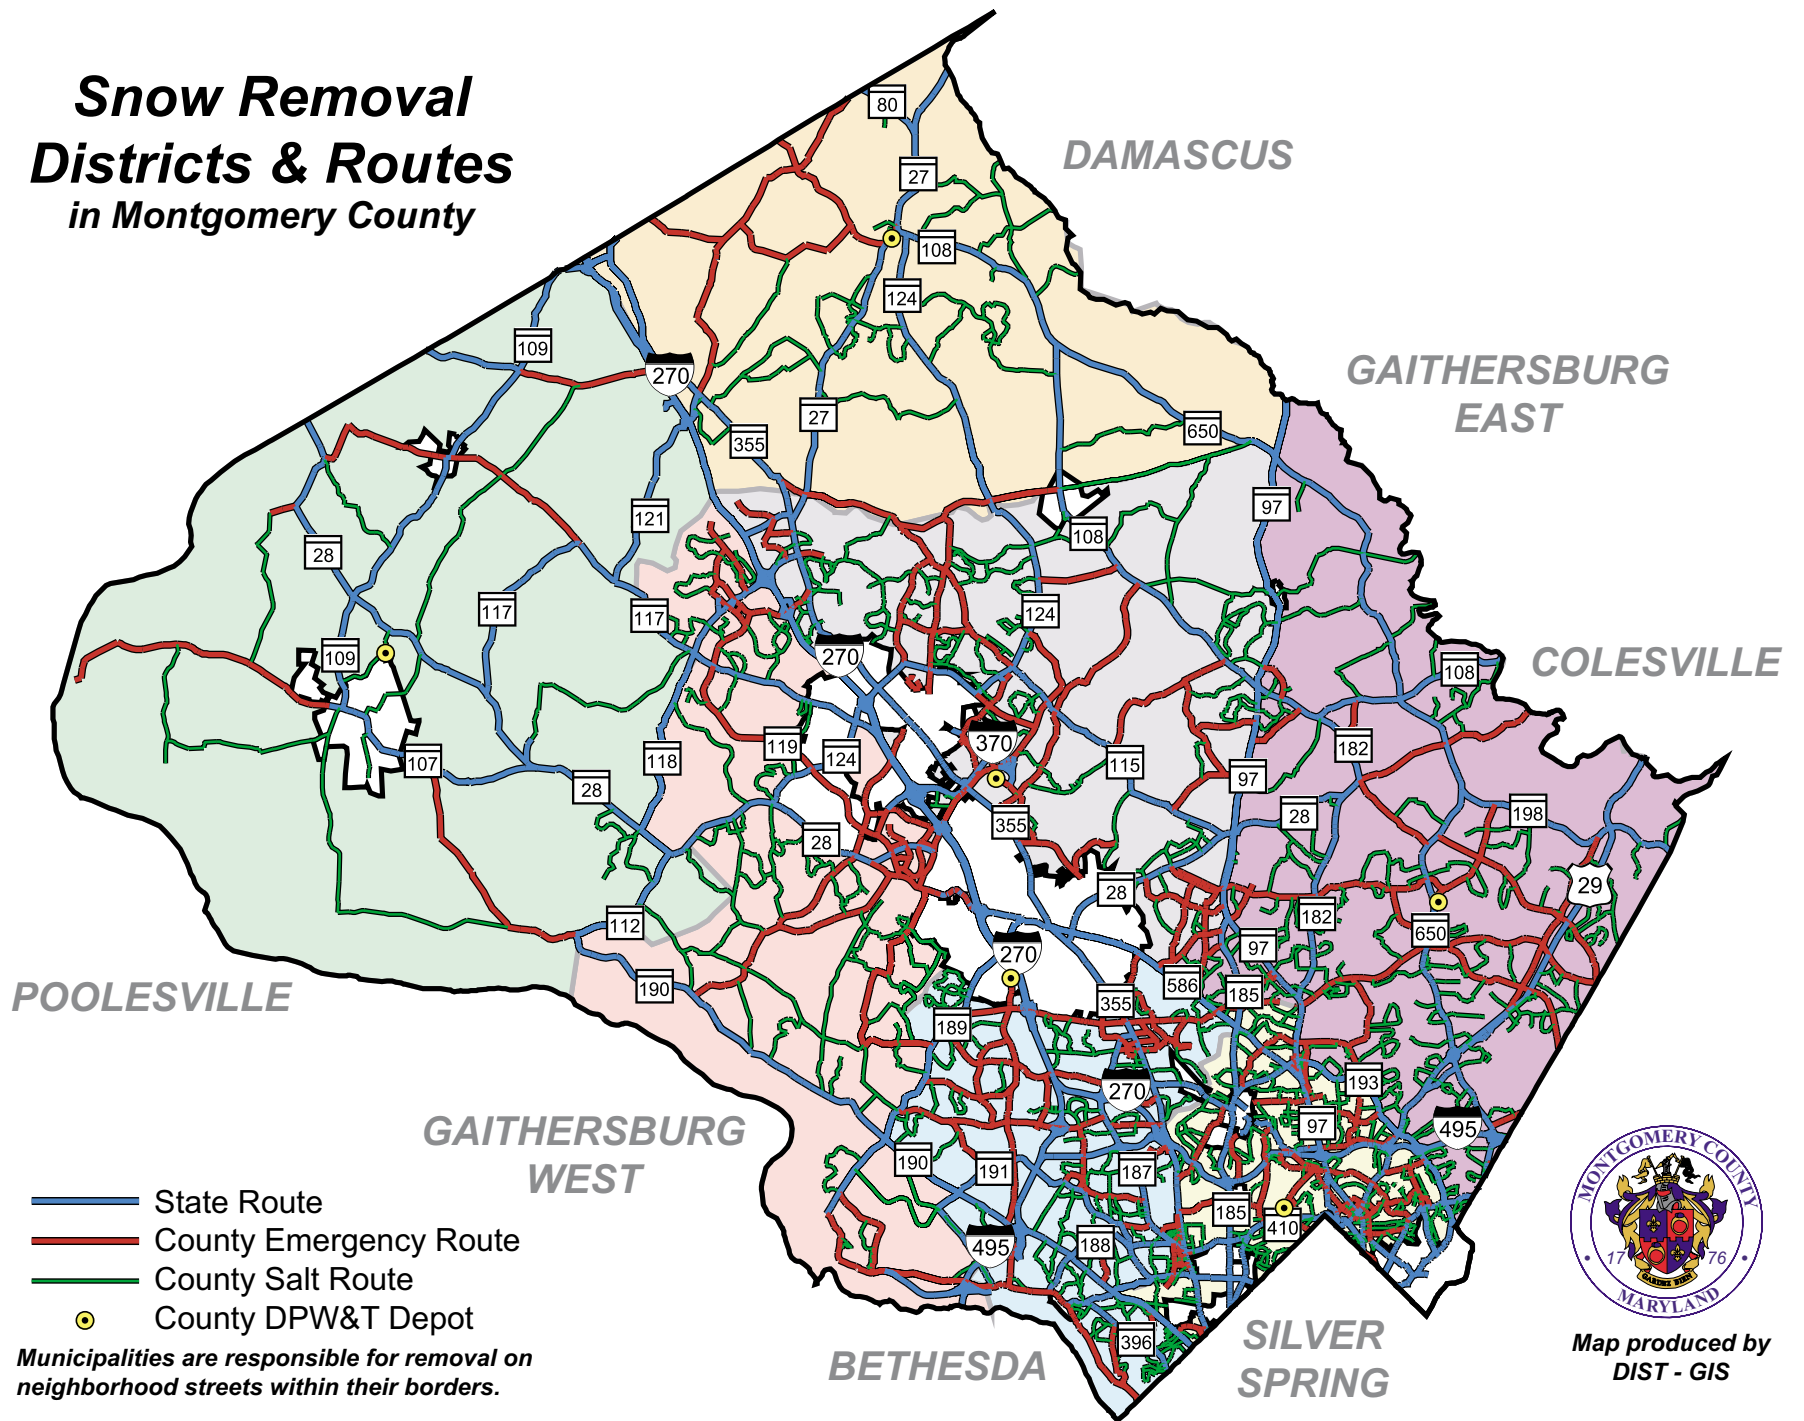 Snow Removal
Districts & Routes
in Montgomery County
DAMASCUS
GAITHERSBURG
EAST
COLESVILLE
POOLESVILLE
GAITHERSBURG
WEST
BETHESDA
SILVER
SPRING
80
27
108
124
109
270
27
355
650
121
97
108
28
117
117
124
109
270
108
119
124
370
182
107
118
115
97
28
28
198
355
28
28
29
112
182
650
97
270
190
586
185
355
189
270
193
97
495
190
191
187
185
410
188
495
396
State Route
County Emergency Route
County Salt Route
County DPW&T Depot
Municipalities are responsible for removal on
neighborhood streets within their borders.
MONTGOMERY COUNTY
17 76
GARDEZ BIEN
MARYLAND
Map produced by
DIST - GIS